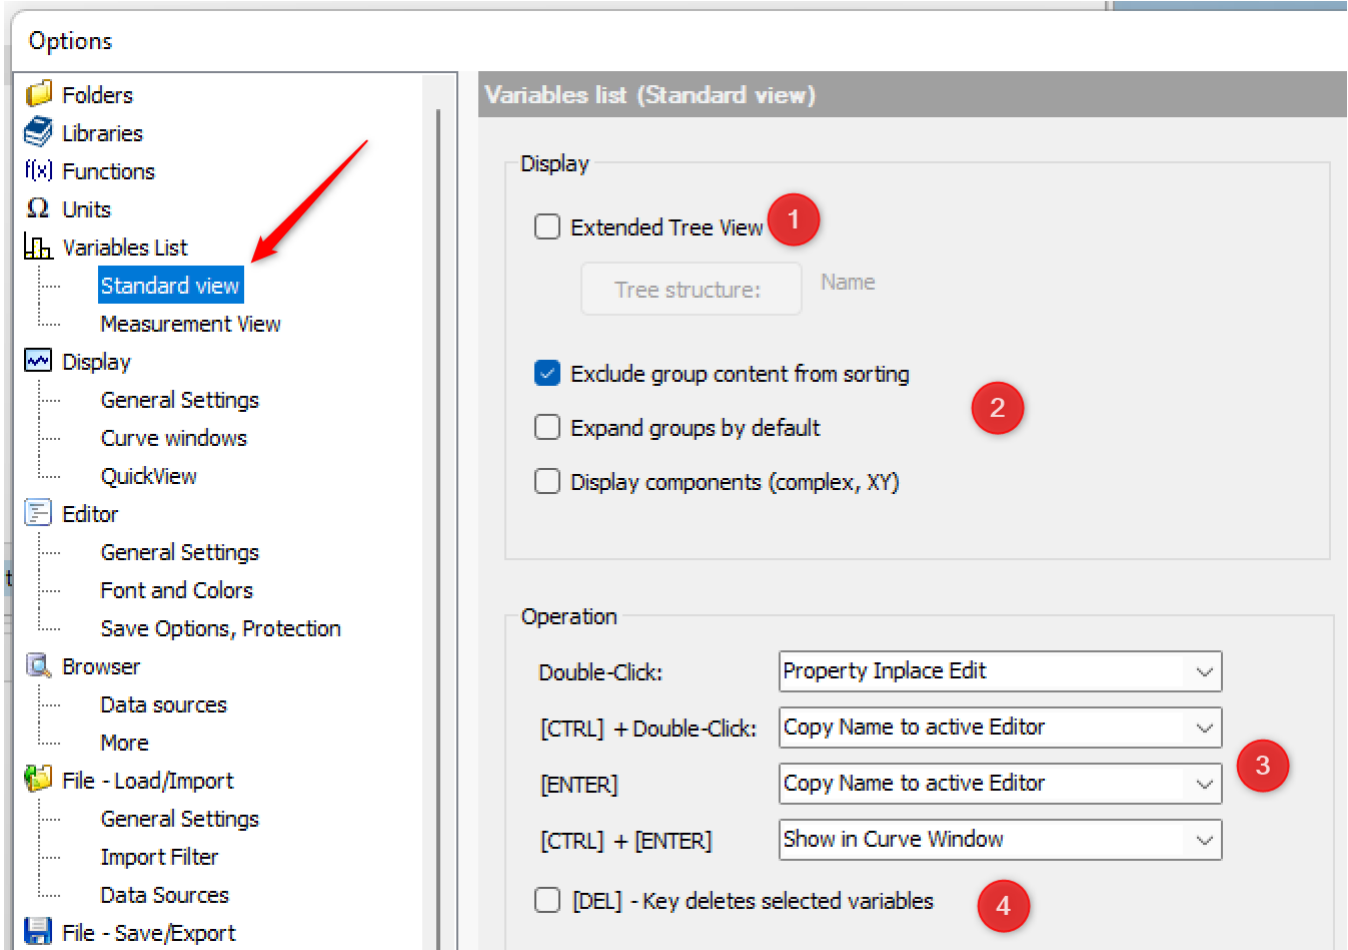 Options
Folders
Libraries
f(x) Functions
Ω Units
Variables List
Standard view
Measurement View
Display
General Settings
Curve windows
QuickView
Editor
General Settings
Font and Colors
Save Options, Protection
Browser
Data sources
More
File - Load/Import
General Settings
Import Filter
Data Sources
File - Save/Export
Variables list (Standard view)
Display
Extended Tree View 1
Tree structure: Name
Exclude group content from sorting
2
Expand groups by default
Display components (complex, XY)
Operation
Double-Click: Property Inplace Edit
[CTRL] + Double-Click: Copy Name to active Editor
3
[ENTER] Copy Name to active Editor
[CTRL] + [ENTER] Show in Curve Window
[DEL] - Key deletes selected variables 4